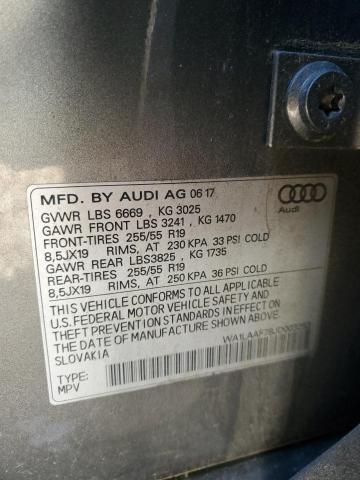 MFD. BY AUDI AG 06 17
GVWR LBS 6669 , KG 3025
GAWR FRONT LBS 3241 , KG 1470
FRONT-TIRES 255/55 R19
8,5JX19 RIMS, AT 230 KPA 33 PSI COLD
GAWR REAR LBS3825 , KG 1735
REAR-TIRES 255/55 R19
8,5JX19 RIMS, AT 250 KPA 36 PSI COLD
THIS VEHICLE CONFORMS TO ALL APPLICABLE
U.S. FEDERAL MOTOR VEHICLE SAFETY AND
THEFT PREVENTION STANDARDS IN EFFECT ON
THE DATE OF MANUFACTURE SHOWN ABOVE.
SLOVAKIA
TYPE:
MPV
Audi